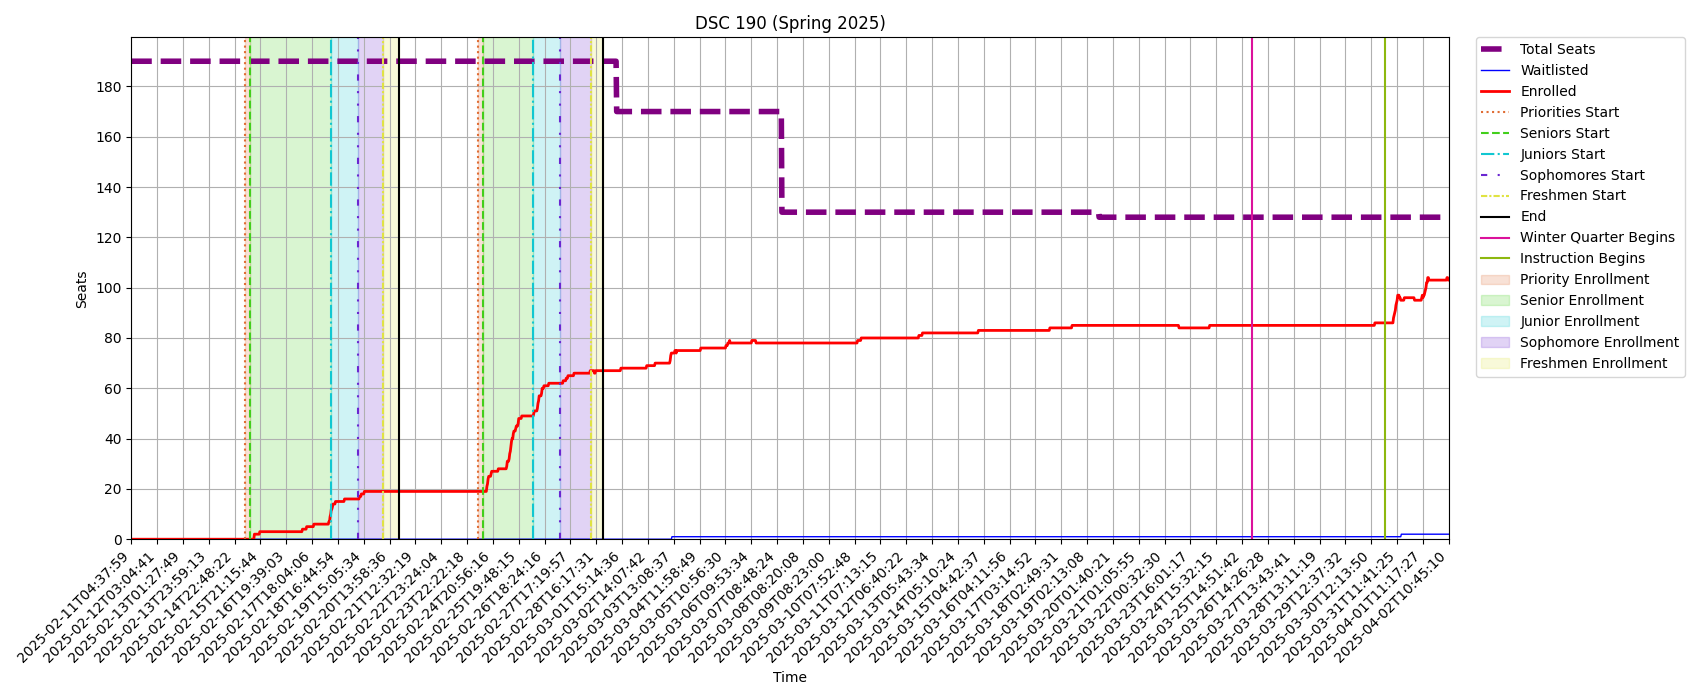 DSC 190 (Spring 2025)
Seats
180
160
140
120
100
80
60
40
20
0
2025-02-11T04:37:59
2025-02-12T03:04:41
2025-02-13T01:27:49
2025-02-13T23:59:13
2025-02-14T22:48:22
2025-02-15T21:15:44
2025-02-16T19:39:03
2025-02-17T18:04:06
2025-02-18T16:44:54
2025-02-19T15:05:34
2025-02-20T13:58:36
2025-02-21T12:32:19
2025-02-22T23:24:04
2025-02-23T22:22:18
2025-02-24T20:56:16
2025-02-25T19:48:15
2025-02-26T18:24:16
2025-02-27T17:19:57
2025-02-28T16:17:31
2025-03-01T15:14:36
2025-03-02T14:07:42
2025-03-03T13:08:37
2025-03-04T11:58:49
2025-03-05T10:56:30
2025-03-06T09:53:34
2025-03-07T08:48:24
2025-03-08T08:20:08
2025-03-09T08:23:00
2025-03-10T07:52:48
2025-03-11T07:13:15
2025-03-12T06:40:22
2025-03-13T05:43:34
2025-03-14T05:10:24
2025-03-15T04:42:37
2025-03-16T04:11:56
2025-03-17T03:14:52
2025-03-18T02:49:31
2025-03-19T02:13:08
2025-03-20T01:40:21
2025-03-21T01:05:55
2025-03-22T00:32:30
2025-03-23T16:01:17
2025-03-24T15:32:15
2025-03-25T14:51:42
2025-03-26T14:26:28
2025-03-27T13:43:41
2025-03-28T13:11:19
2025-03-29T12:37:32
2025-03-30T12:13:50
2025-03-31T11:41:25
2025-04-01T11:17:27
2025-04-02T10:45:10
Time
Total Seats
Waitlisted
Enrolled
Priorities Start
Seniors Start
Juniors Start
Sophomores Start
Freshmen Start
End
Winter Quarter Begins
Instruction Begins
Priority Enrollment
Senior Enrollment
Junior Enrollment
Sophomore Enrollment
Freshmen Enrollment